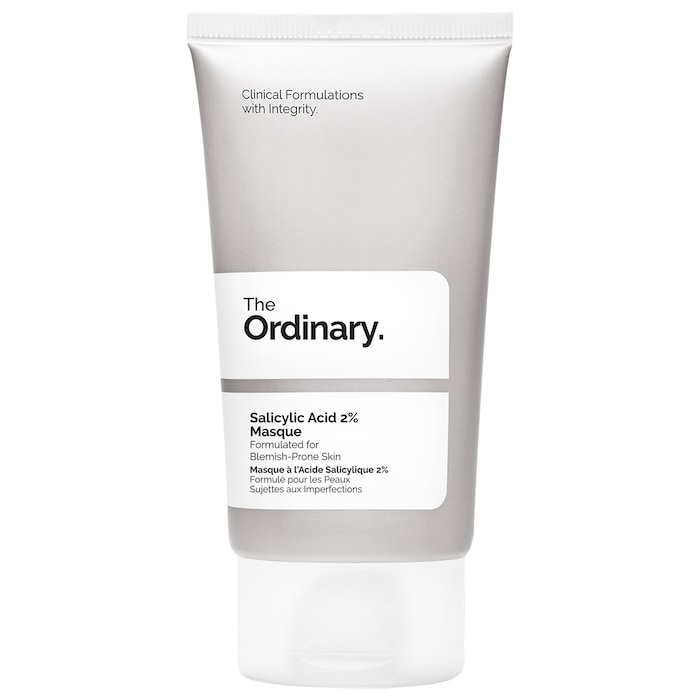 Clinical Formulations
with Integrity.
The
Ordinary.
Salicylic Acid 2%
Masque
Formulated for
Blemish-Prone Skin
Masque à l'Acide Salicylique 2%
Formulé pour les Peaux
Sujettes aux Imperfections